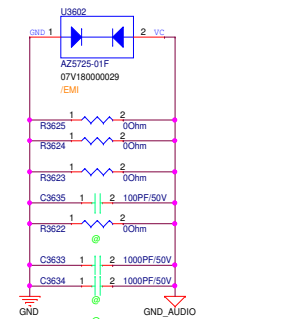 U3602
GND 1 2 VC
AZ5725-01F
07V180000029
/EMI
1 2
R3625 0Ohm
1 2
R3624 0Ohm
1 2
R3623 0Ohm
C3635 1 2 100PF/50V
1 2
R3622 0Ohm
@
C3633 1 2 1000PF/50V
C3634 1 2 1000PF/50V
@
GND GND_AUDIO